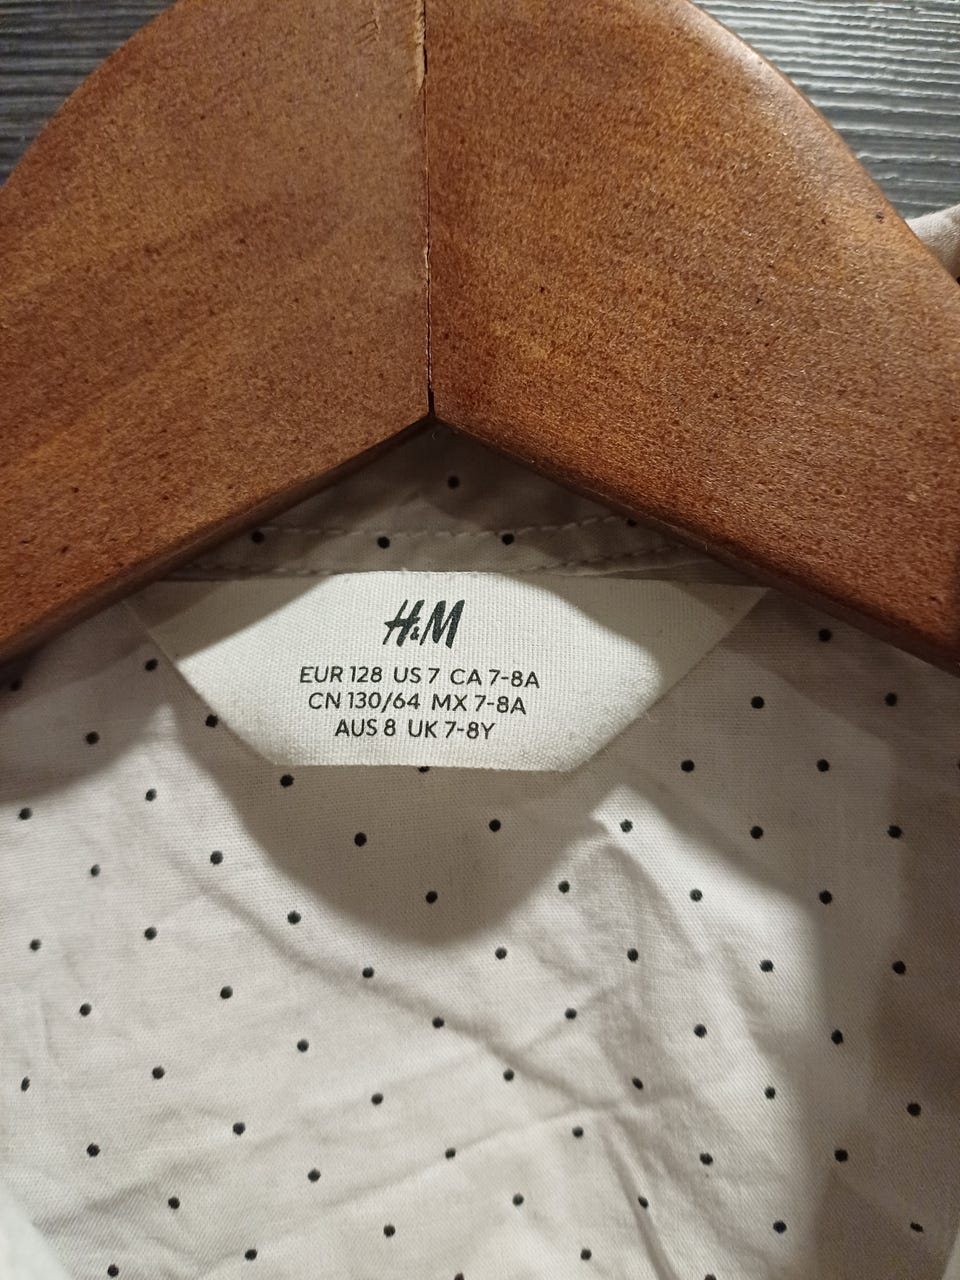 H&M
EUR 128 US 7 CA 7-8A
CN 130/64 MX 7-8A
AUS 8 UK 7-8Y